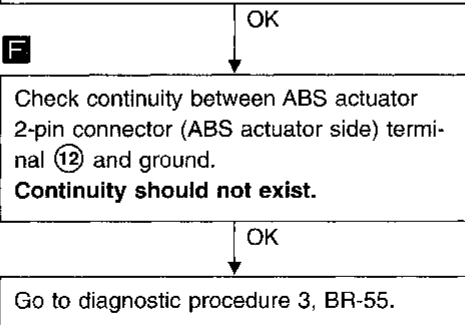 OK
F
Check continuity between ABS actuator
2-pin connector (ABS actuator side) termi-
nal ⑫ and ground.
Continuity should not exist.
OK
Go to diagnostic procedure 3, BR-55.